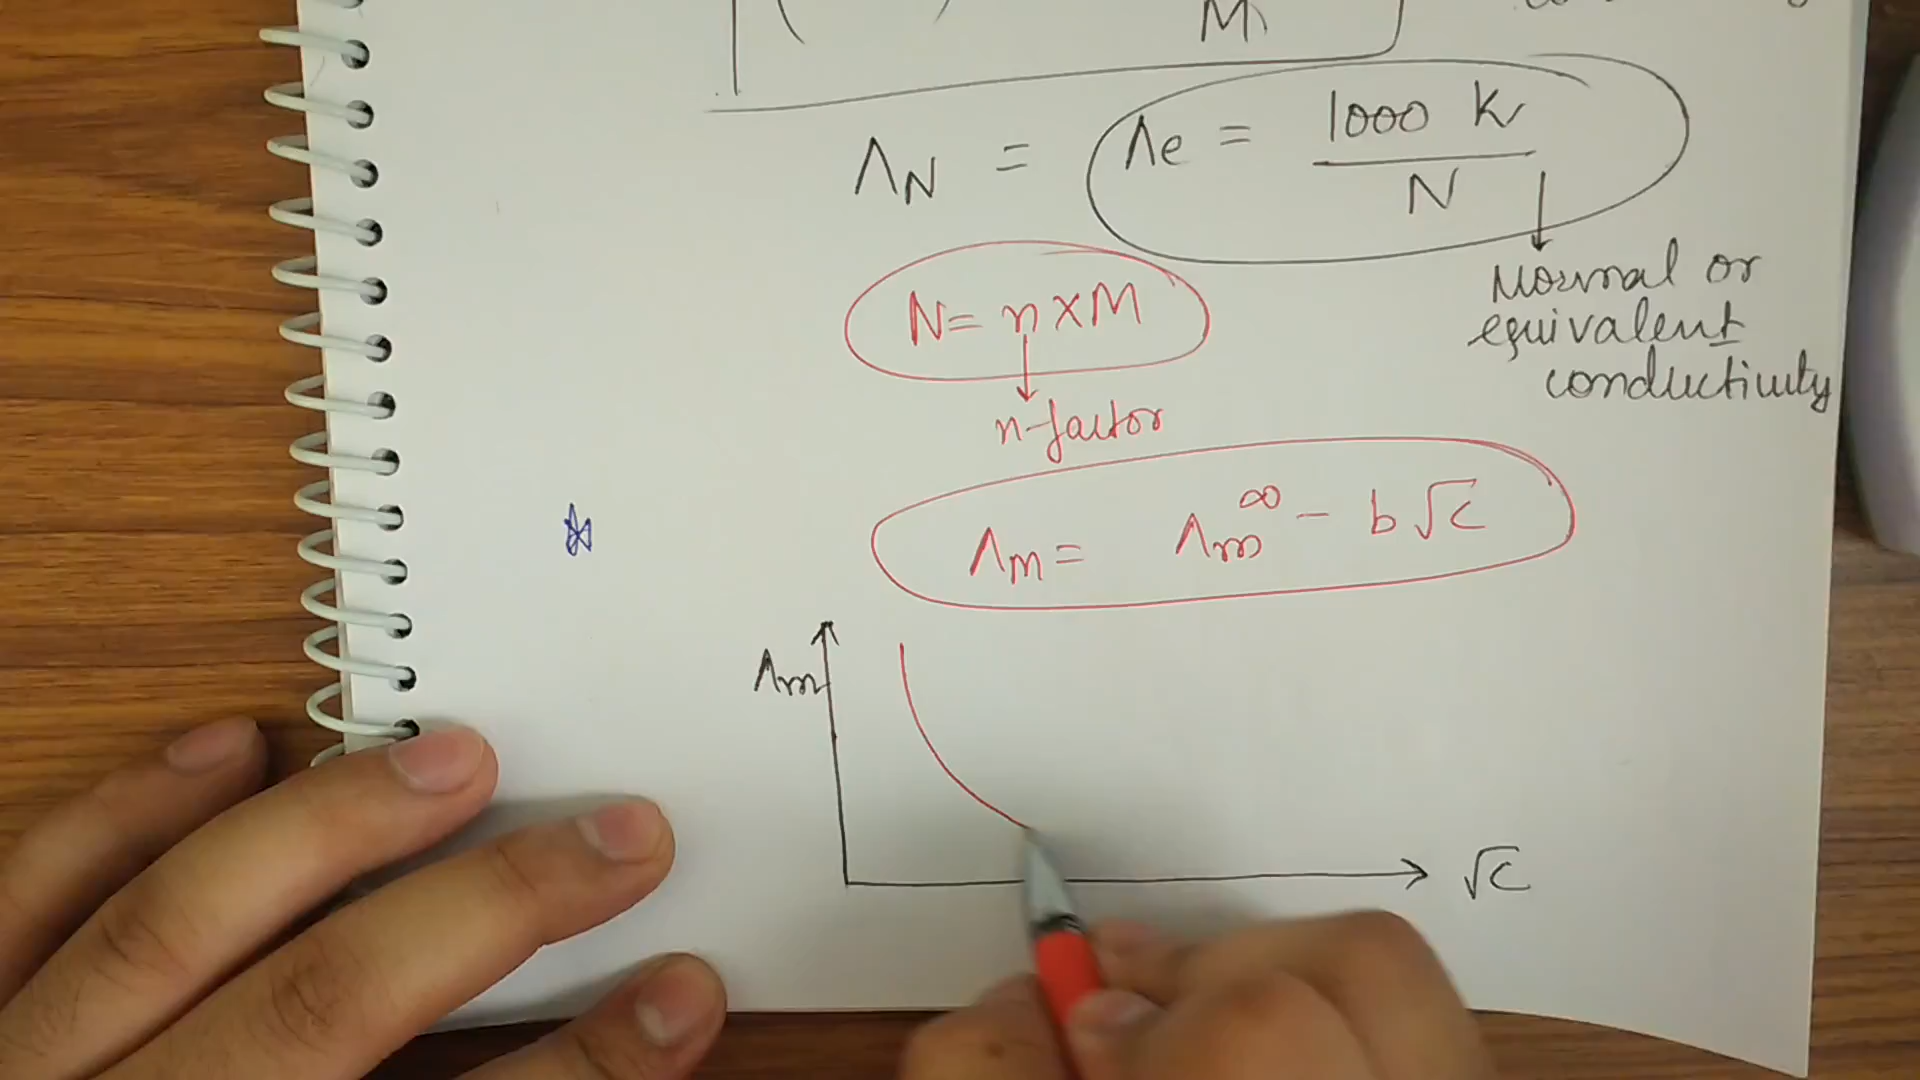 M
Λ_N = Λe = 1000 K / N
Normal or
equivalent
conductivity
N = n × M
n-factor
Λm = Λm^∞ - b√C
Λm
√C